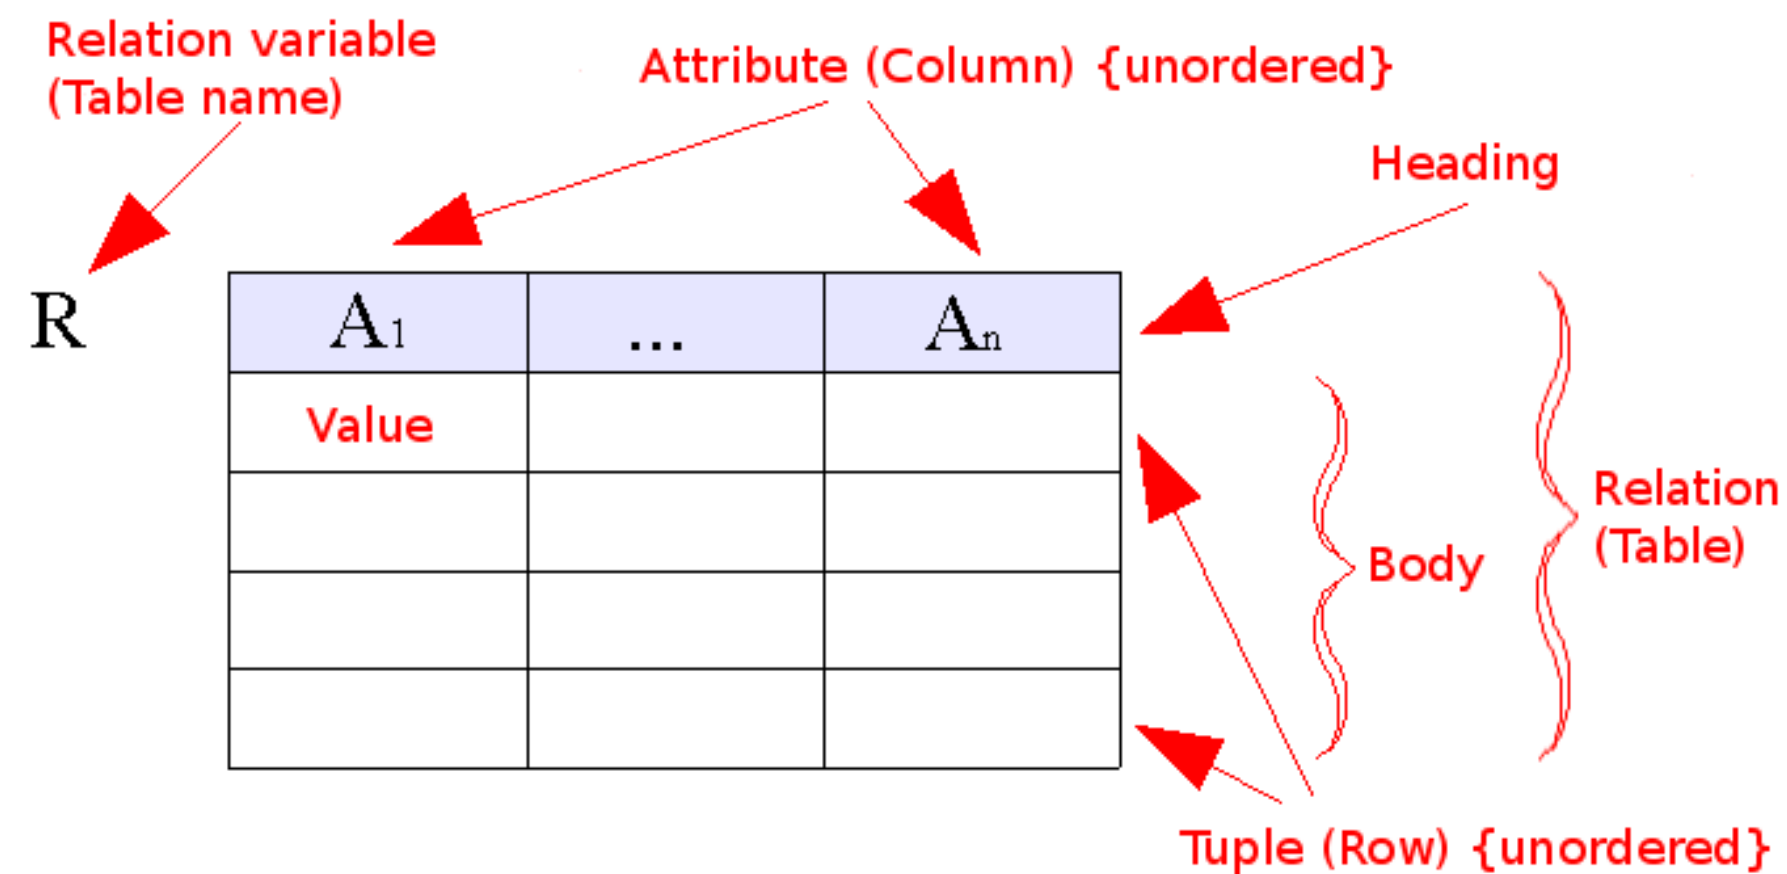 Relation variable
(Table name)
Attribute (Column) {unordered}
Heading
R
A1 ... An
Value
Relation
(Table)
Body
Tuple (Row) {unordered}